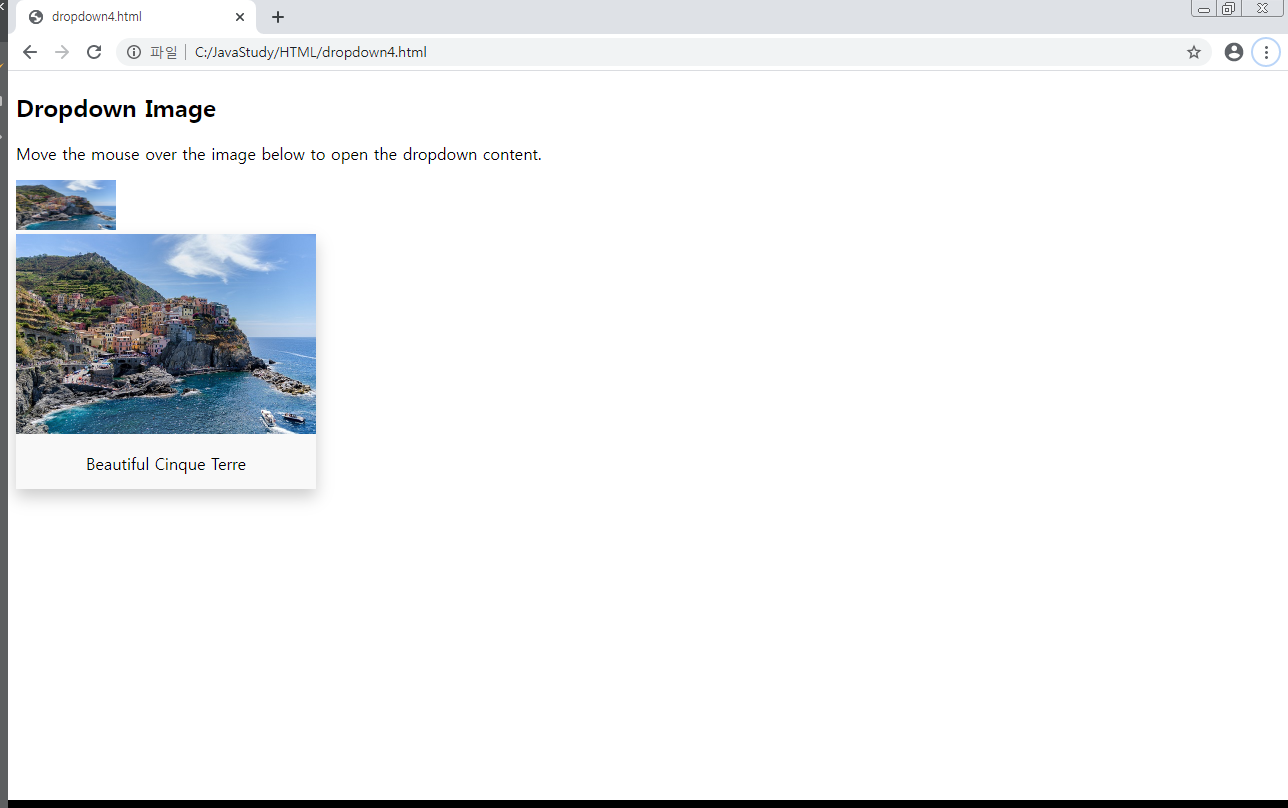 dropdown4.html
파일 C:/JavaStudy/HTML/dropdown4.html
Dropdown Image
Move the mouse over the image below to open the dropdown content.
Beautiful Cinque Terre